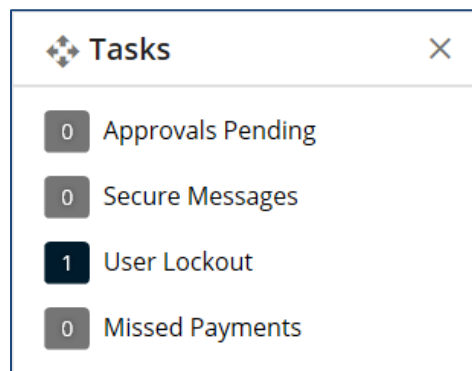 Tasks
0 Approvals Pending
0 Secure Messages
1 User Lockout
0 Missed Payments